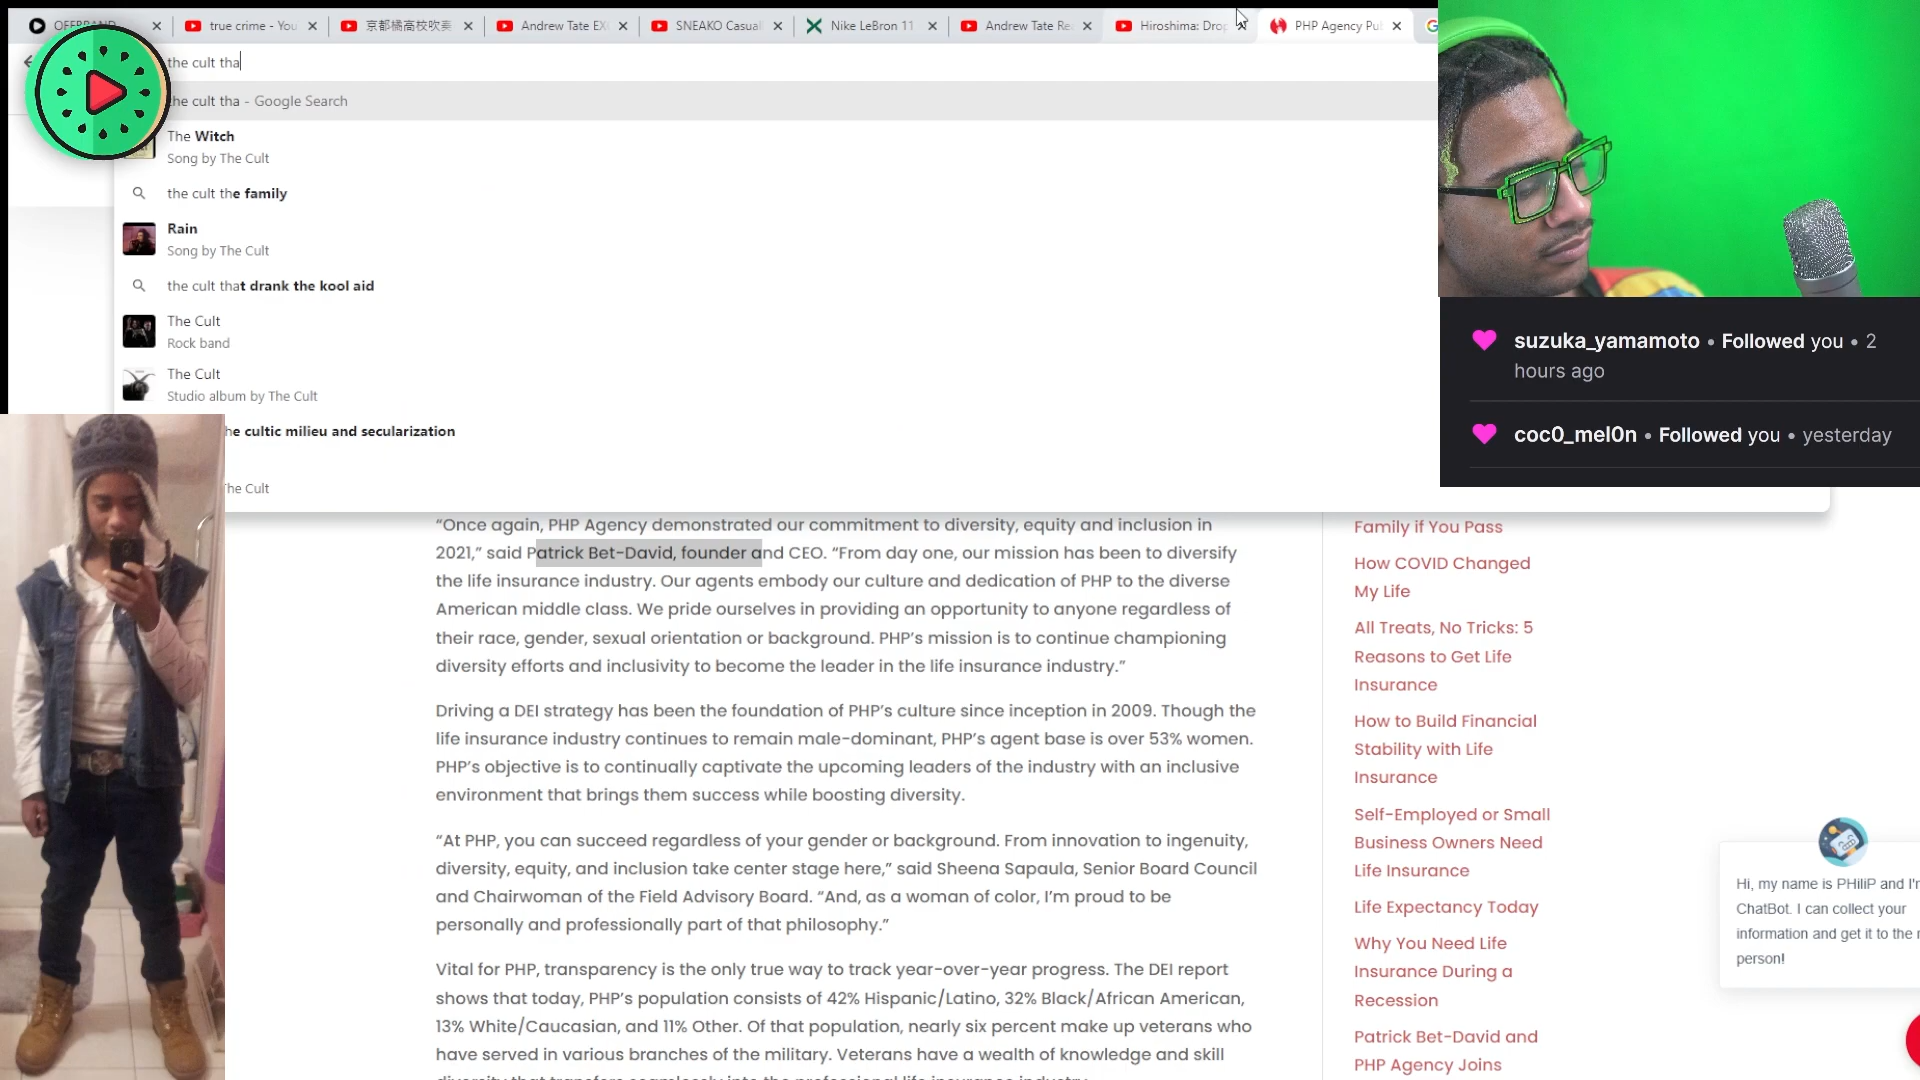 OFFBRAND
true crime - You
京都橘高校吹奏
Andrew Tate EX
SNEAKO Casual
Nike LeBron 11
Andrew Tate Re
Hiroshima: Drop
PHP Agency Pu
the cult tha
the cult tha - Google Search
The Witch
Song by The Cult
the cult the family
Rain
Song by The Cult
the cult that drank the kool aid
The Cult
Rock band
The Cult
Studio album by The Cult
he cultic milieu and secularization
The Cult
suzuka_yamamoto • Followed you • 2
hours ago
coc0_mel0n • Followed you • yesterday
“Once again, PHP Agency demonstrated our commitment to diversity, equity and inclusion in
2021,” said Patrick Bet-David, founder and CEO. “From day one, our mission has been to diversify
the life insurance industry. Our agents embody our culture and dedication of PHP to the diverse
American middle class. We pride ourselves in providing an opportunity to anyone regardless of
their race, gender, sexual orientation or background. PHP’s mission is to continue championing
diversity efforts and inclusivity to become the leader in the life insurance industry.”
Driving a DEI strategy has been the foundation of PHP’s culture since inception in 2009. Though the
life insurance industry continues to remain male-dominant, PHP’s agent base is over 53% women.
PHP’s objective is to continually captivate the upcoming leaders of the industry with an inclusive
environment that brings them success while boosting diversity.
“At PHP, you can succeed regardless of your gender or background. From innovation to ingenuity,
diversity, equity, and inclusion take center stage here,” said Sheena Sapaula, Senior Board Council
and Chairwoman of the Field Advisory Board. “And, as a woman of color, I’m proud to be
personally and professionally part of that philosophy.”
Vital for PHP, transparency is the only true way to track year-over-year progress. The DEI report
shows that today, PHP’s population consists of 42% Hispanic/Latino, 32% Black/African American,
13% White/Caucasian, and 11% Other. Of that population, nearly six percent make up veterans who
have served in various branches of the military. Veterans have a wealth of knowledge and skill
Family if You Pass
How COVID Changed
My Life
All Treats, No Tricks: 5
Reasons to Get Life
Insurance
How to Build Financial
Stability with Life
Insurance
Self-Employed or Small
Business Owners Need
Life Insurance
Life Expectancy Today
Why You Need Life
Insurance During a
Recession
Patrick Bet-David and
PHP Agency Joins
Hi, my name is PHiliP and I'm
ChatBot. I can collect your
information and get it to the
person!